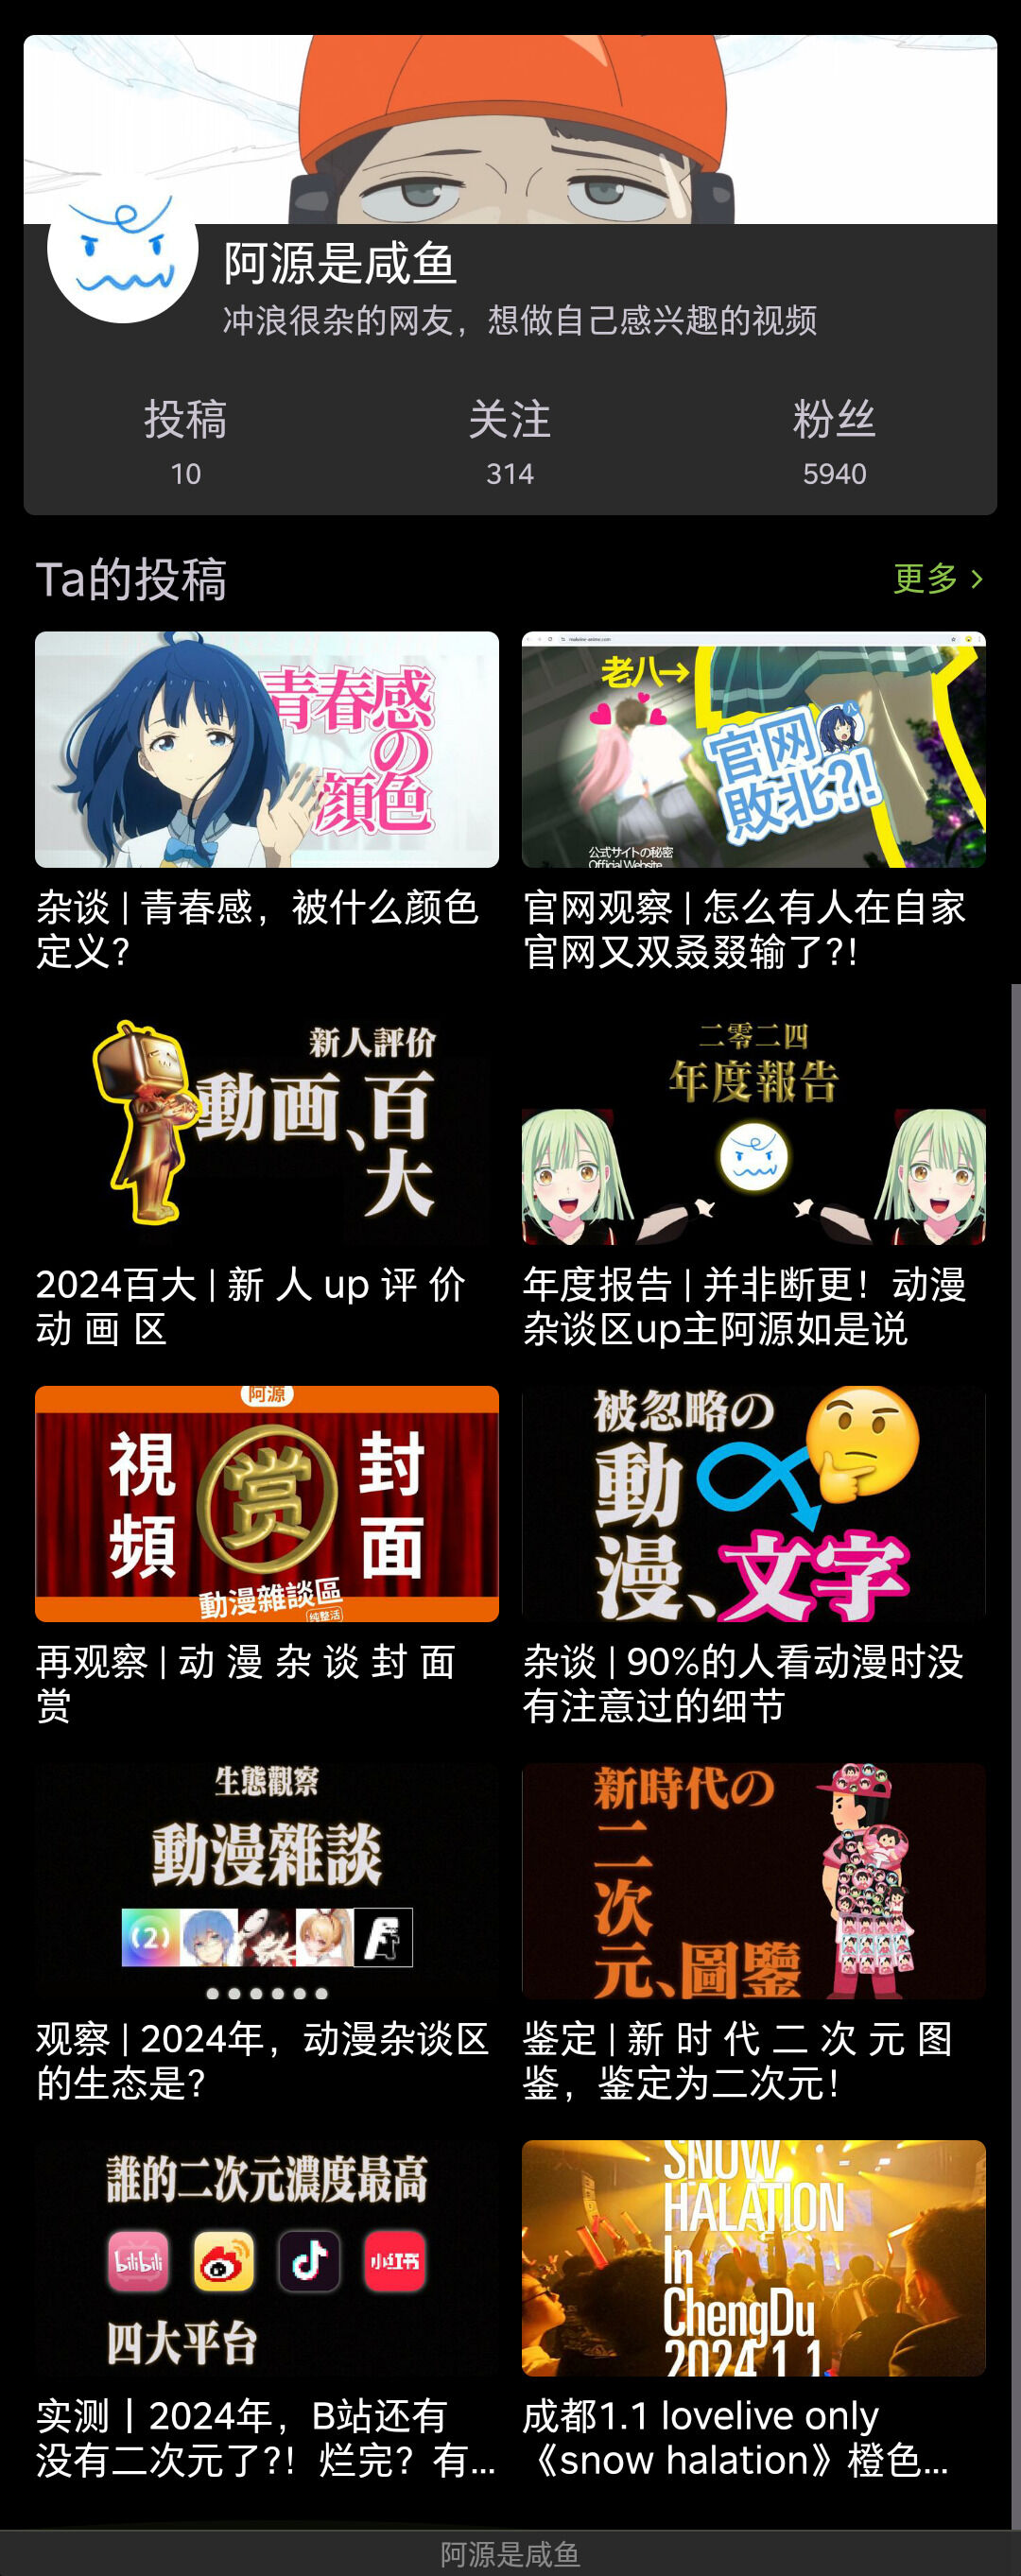 阿源是咸鱼
冲浪很杂的网友，想做自己感兴趣的视频
投稿
关注
粉丝
10
314
5940
Ta的投稿
更多 >
青春感
の
顔色
老八→
官网
八
敗北?!
公式サイトの秘密
Official Website
杂谈 | 青春感，被什么颜色
定义？
官网观察 | 怎么有人在自家
官网又双叒叕输了?！
新人評价
動画、百
大
二零二四
年度報告
2024百大 | 新 人 up 评 价
动 画 区
年度报告 | 并非断更！动漫
杂谈区up主阿源如是说
阿源
視
頻
赏
封
面
動漫雜談區
纯整活
被忽略の
動
漫、文字
再观察 | 动 漫 杂 谈 封 面
赏
杂谈 | 90%的人看动漫时没
有注意过的细节
生態觀察
動漫雜談
(2)
新時代の
二
次
元、圖鑒
观察 | 2024年，动漫杂谈区
的生态是？
鉴定 | 新 时 代 二 次 元 图
鉴，鉴定为二次元！
誰的二次元濃度最高
bilibili
小红书
四大平台
SNOW
HALATION
In
ChengDu
2024.1.1
实测丨2024年，B站还有
没有二次元了?！烂完？有...
成都1.1 lovelive only
《snow halation》橙色...
阿源是咸鱼